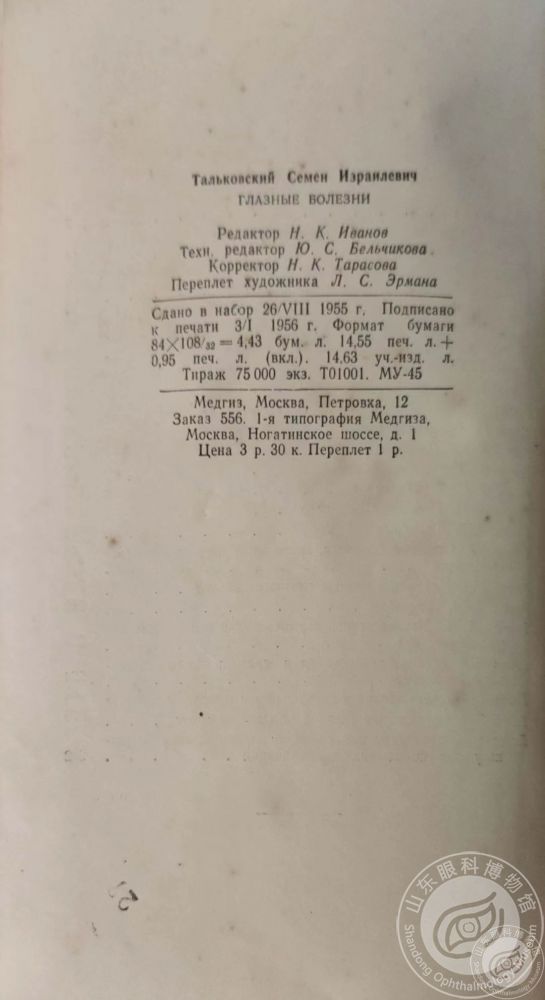 Тальковский Семен Израилевич
ГЛАЗНЫЕ БОЛЕЗНИ
Редактор Н. К. Иванов
Техн. редактор Ю. С. Бельчикова.
Корректор Н. К. Тарасова
Переплет художника Л. С. Эрмана
Сдано в набор 26/VIII 1955 г. Подписано
к печати 3/I 1956 г. Формат бумаги
84×108/32 = 4,43 бум. л. 14,55 печ. л. +
0,95 печ. л. (вкл.). 14,63 уч.-изд. л.
Тираж 75 000 экз. Т01001. МУ-45
Медгиз, Москва, Петровка, 12
Заказ 556. 1-я типография Медгиза,
Москва, Ногатинское шоссе, д. 1
Цена 3 р. 30 к. Переплет 1 р.
山东眼科博物馆
Shandong Ophthalmology Museum